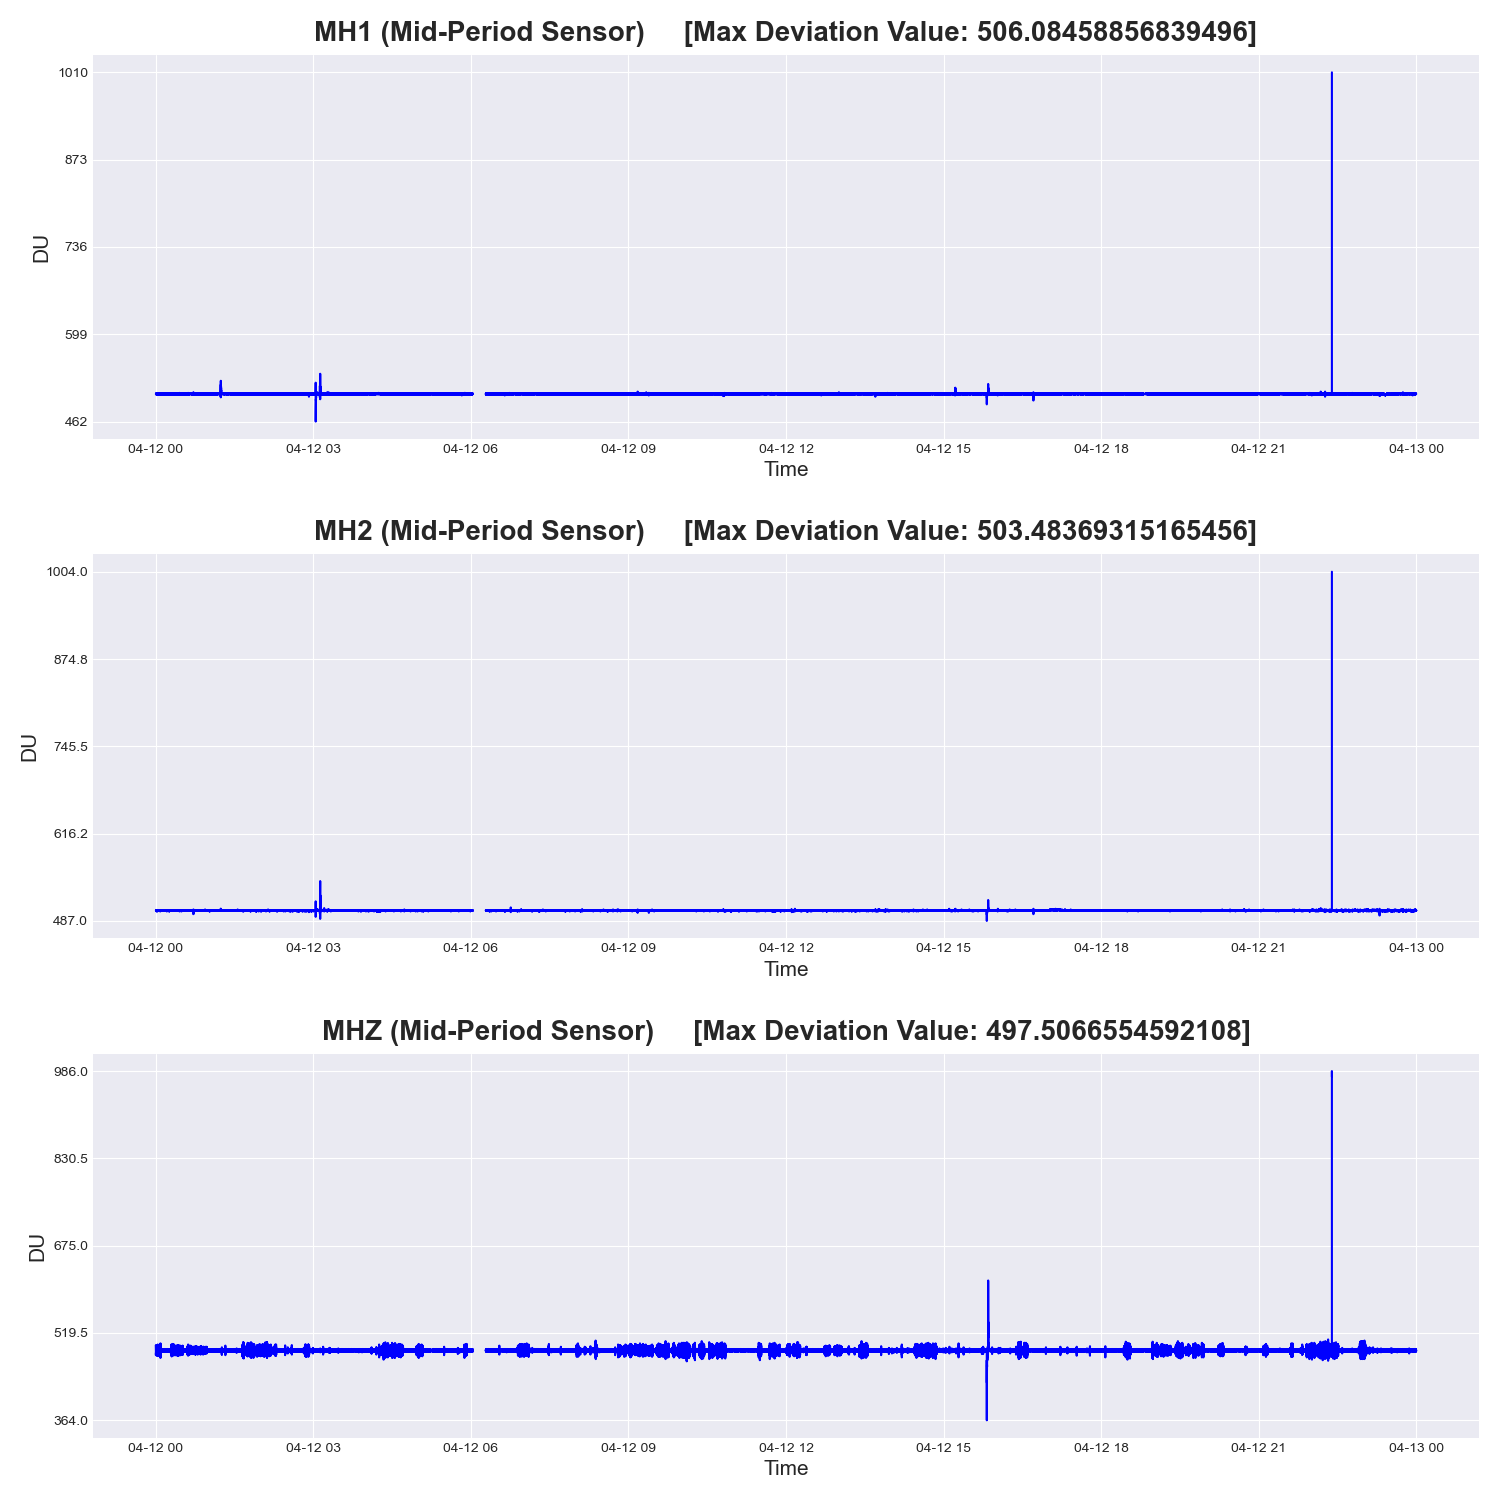 MH1 (Mid-Period Sensor) [Max Deviation Value: 506.08458856839496]
1010
873
736
599
462
DU
04-12 00 04-12 03 04-12 06 04-12 09 04-12 12 04-12 15 04-12 18 04-12 21 04-13 00
Time
MH2 (Mid-Period Sensor) [Max Deviation Value: 503.48369315165456]
1004.0
874.8
745.5
616.2
487.0
DU
04-12 00 04-12 03 04-12 06 04-12 09 04-12 12 04-12 15 04-12 18 04-12 21 04-13 00
Time
MHZ (Mid-Period Sensor) [Max Deviation Value: 497.5066554592108]
986.0
830.5
675.0
519.5
364.0
DU
04-12 00 04-12 03 04-12 06 04-12 09 04-12 12 04-12 15 04-12 18 04-12 21 04-13 00
Time